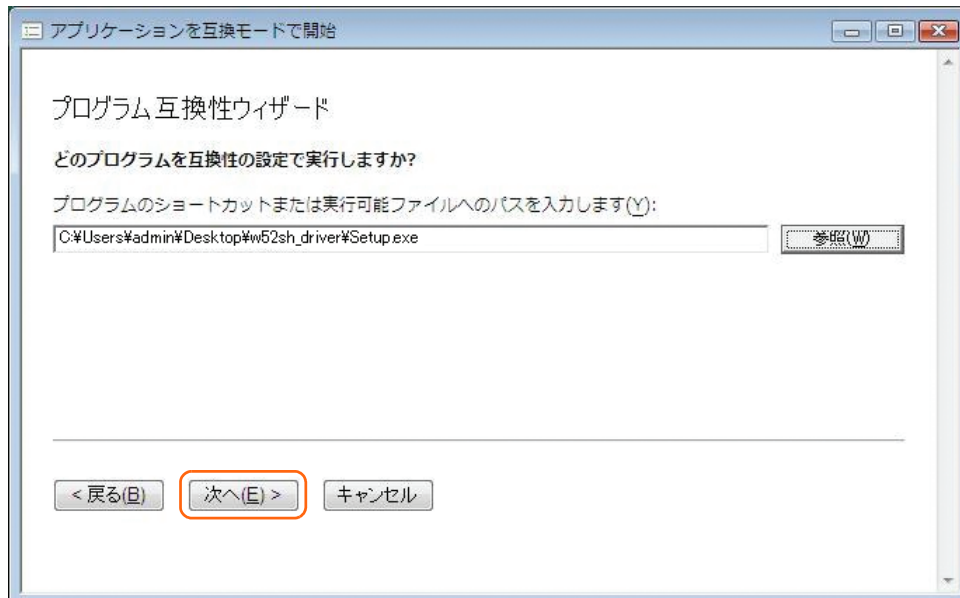 アプリケーションを互換モードで開始
プログラム互換性ウィザード
どのプログラムを互換性の設定で実行しますか?
プログラムのショートカットまたは実行可能ファイルへのパスを入力します(Y):
C:¥Users¥admin¥Desktop¥w52sh_driver¥Setup.exe
参照(W)
< 戻る(B)
次へ(E) >
キャンセル